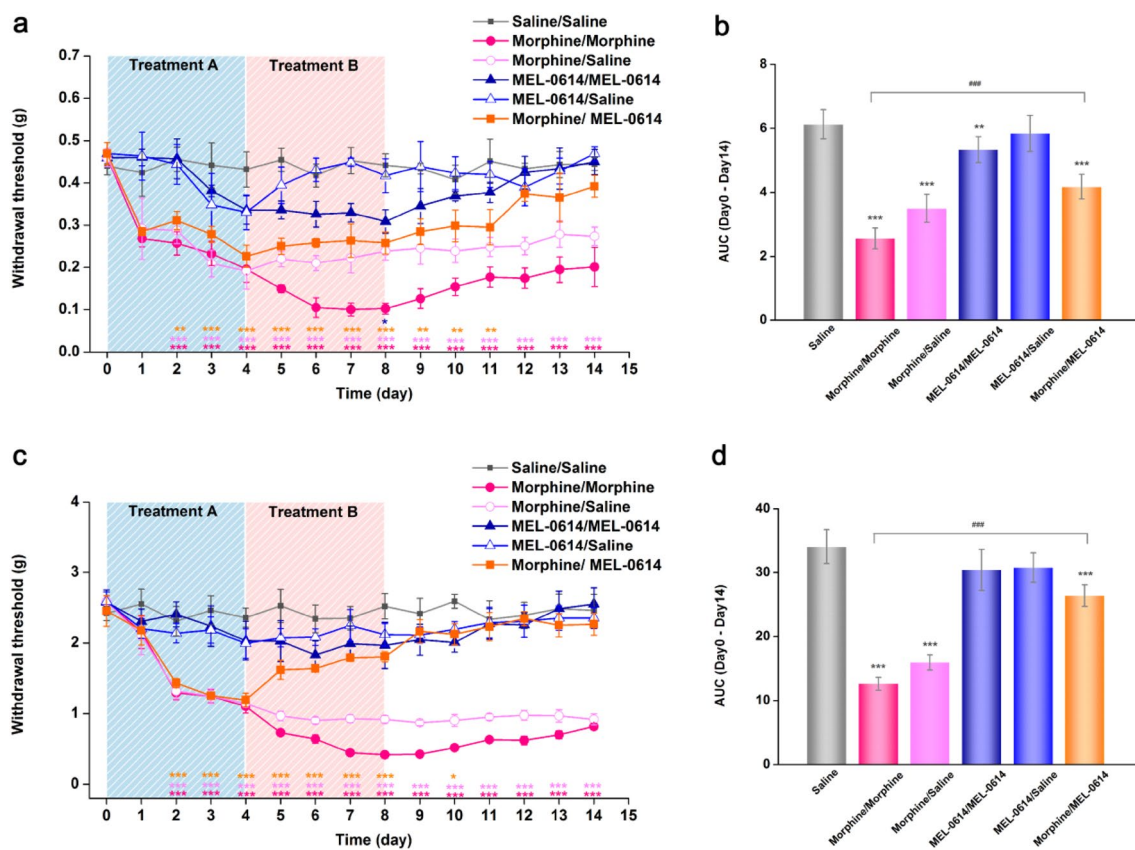 a
Saline/Saline
Morphine/Morphine
Morphine/Saline
MEL-0614/MEL-0614
MEL-0614/Saline
Morphine/ MEL-0614
Treatment A
Treatment B
Withdrawal threshold (g)
0.7
0.6
0.5
0.4
0.3
0.2
0.1
0.0
*
** *** *** *** *** *** *** ** ** **
*** *** *** *** *** *** *** *** *** *** *** *** ***
*** *** *** *** *** *** *** *** *** *** *** *** ***
0 1 2 3 4 5 6 7 8 9 10 11 12 13 14 15
Time (day)
b
AUC (Day0 - Day14)
8
6
4
2
0
###
***
***
**
***
Saline
Morphine/Morphine
Morphine/Saline
MEL-0614/MEL-0614
MEL-0614/Saline
Morphine/MEL-0614
c
Saline/Saline
Morphine/Morphine
Morphine/Saline
MEL-0614/MEL-0614
MEL-0614/Saline
Morphine/ MEL-0614
Treatment A
Treatment B
Withdrawal threshold (g)
4
3
2
1
0
*** *** *** *** *** *** *** *
*** *** *** *** *** *** *** *** *** *** *** *** ***
*** *** *** *** *** *** *** *** *** *** *** *** ***
0 1 2 3 4 5 6 7 8 9 10 11 12 13 14 15
Time (day)
d
AUC (Day0 - Day14)
40
30
20
10
0
###
***
***
***
Saline
Morphine/Morphine
Morphine/Saline
MEL-0614/MEL-0614
MEL-0614/Saline
Morphine/MEL-0614